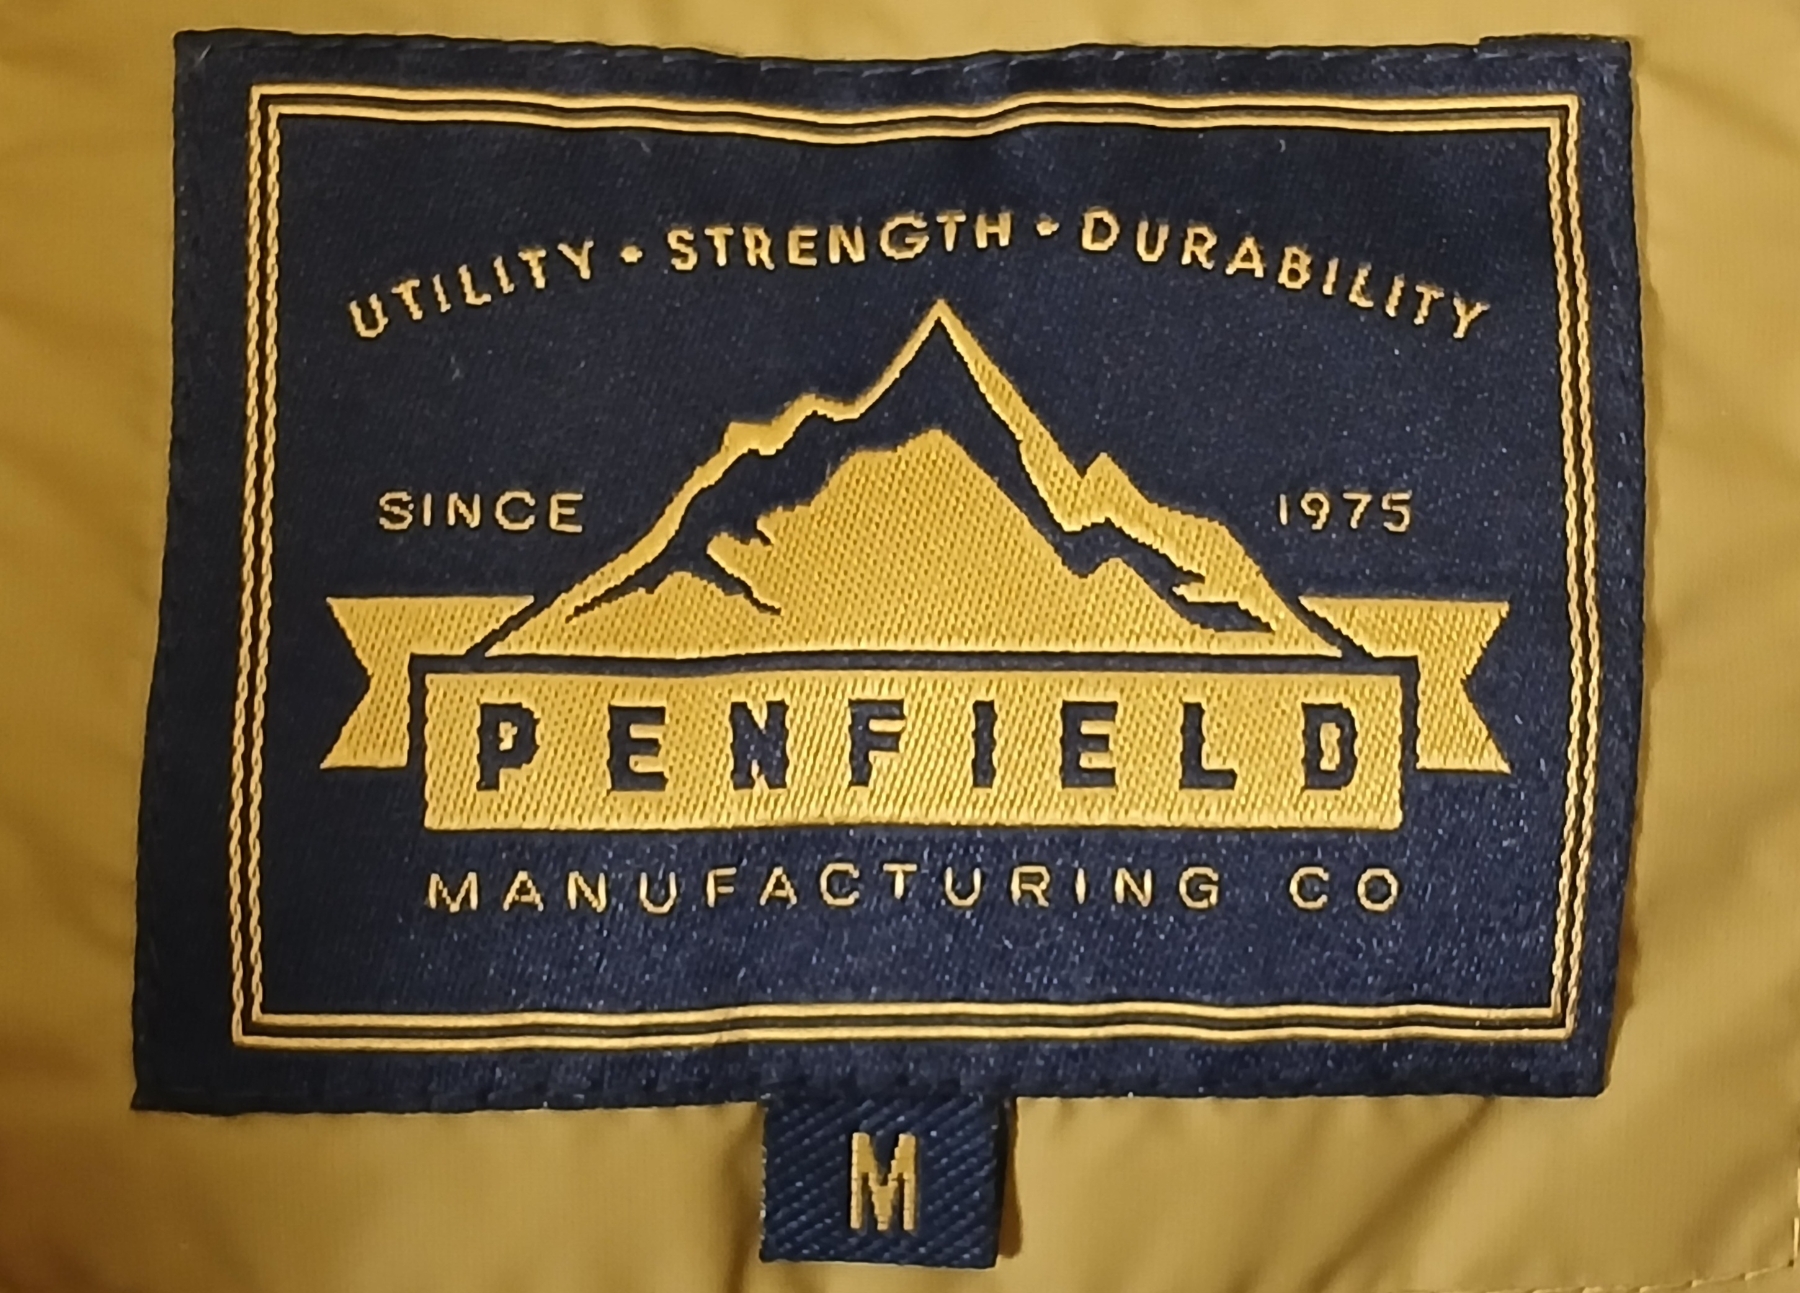 UTILITY • STRENGTH • DURABILITY
SINCE 1975
PENFIELD
MANUFACTURING CO
M